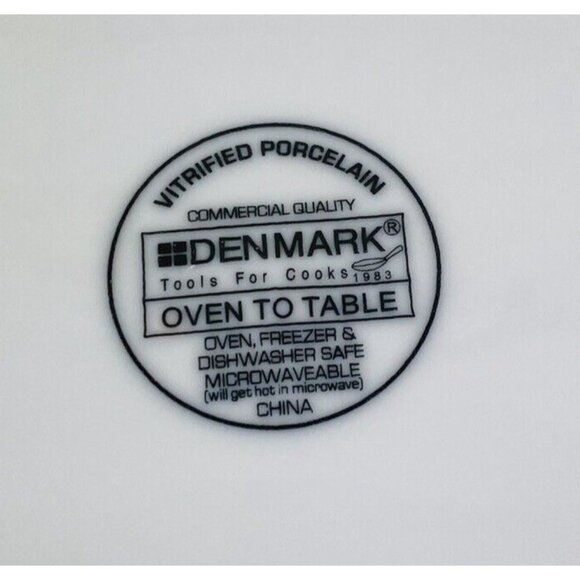 VITRIFIED PORCELAIN
COMMERCIAL QUALITY
DENMARK®
Tools For Cooks 1983
OVEN TO TABLE
OVEN, FREEZER &
DISHWASHER SAFE
MICROWAVEABLE
(will get hot in microwave)
CHINA